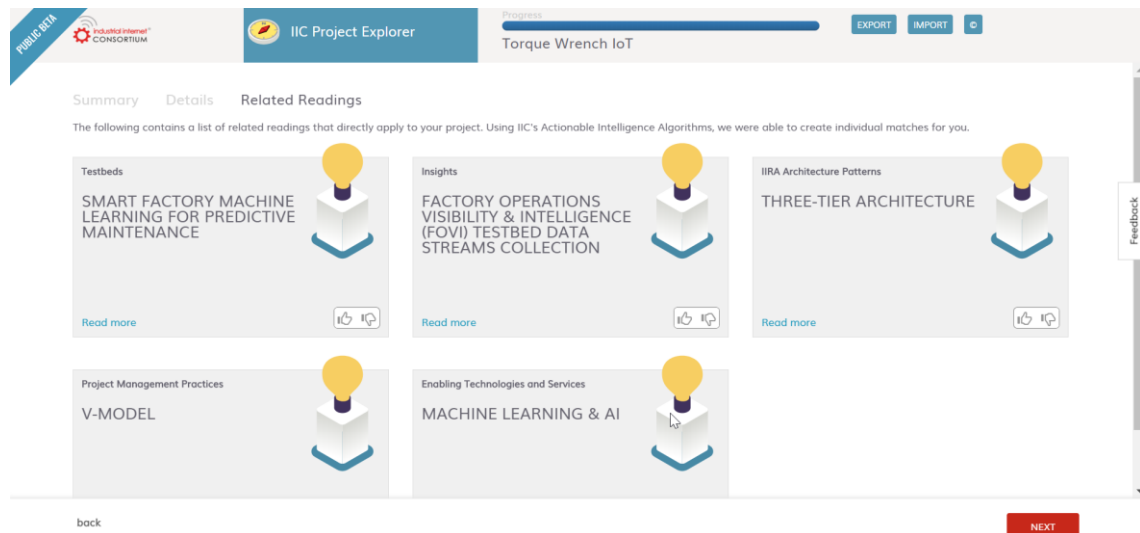 PUBLIC BETA
industrial internet
CONSORTIUM
IIC Project Explorer
Progress
Torque Wrench IoT
EXPORT
IMPORT
©
Summary
Details
Related Readings
The following contains a list of related readings that directly apply to your project. Using IIC's Actionable Intelligence Algorithms, we were able to create individual matches for you.
Testbeds
SMART FACTORY MACHINE
LEARNING FOR PREDICTIVE
MAINTENANCE
Read more
Insights
FACTORY OPERATIONS
VISIBILITY & INTELLIGENCE
(FOVI) TESTBED DATA
STREAMS COLLECTION
Read more
IIRA Architecture Patterns
THREE-TIER ARCHITECTURE
Read more
Feedback
Project Management Practices
V-MODEL
Enabling Technologies and Services
MACHINE LEARNING & AI
back
NEXT